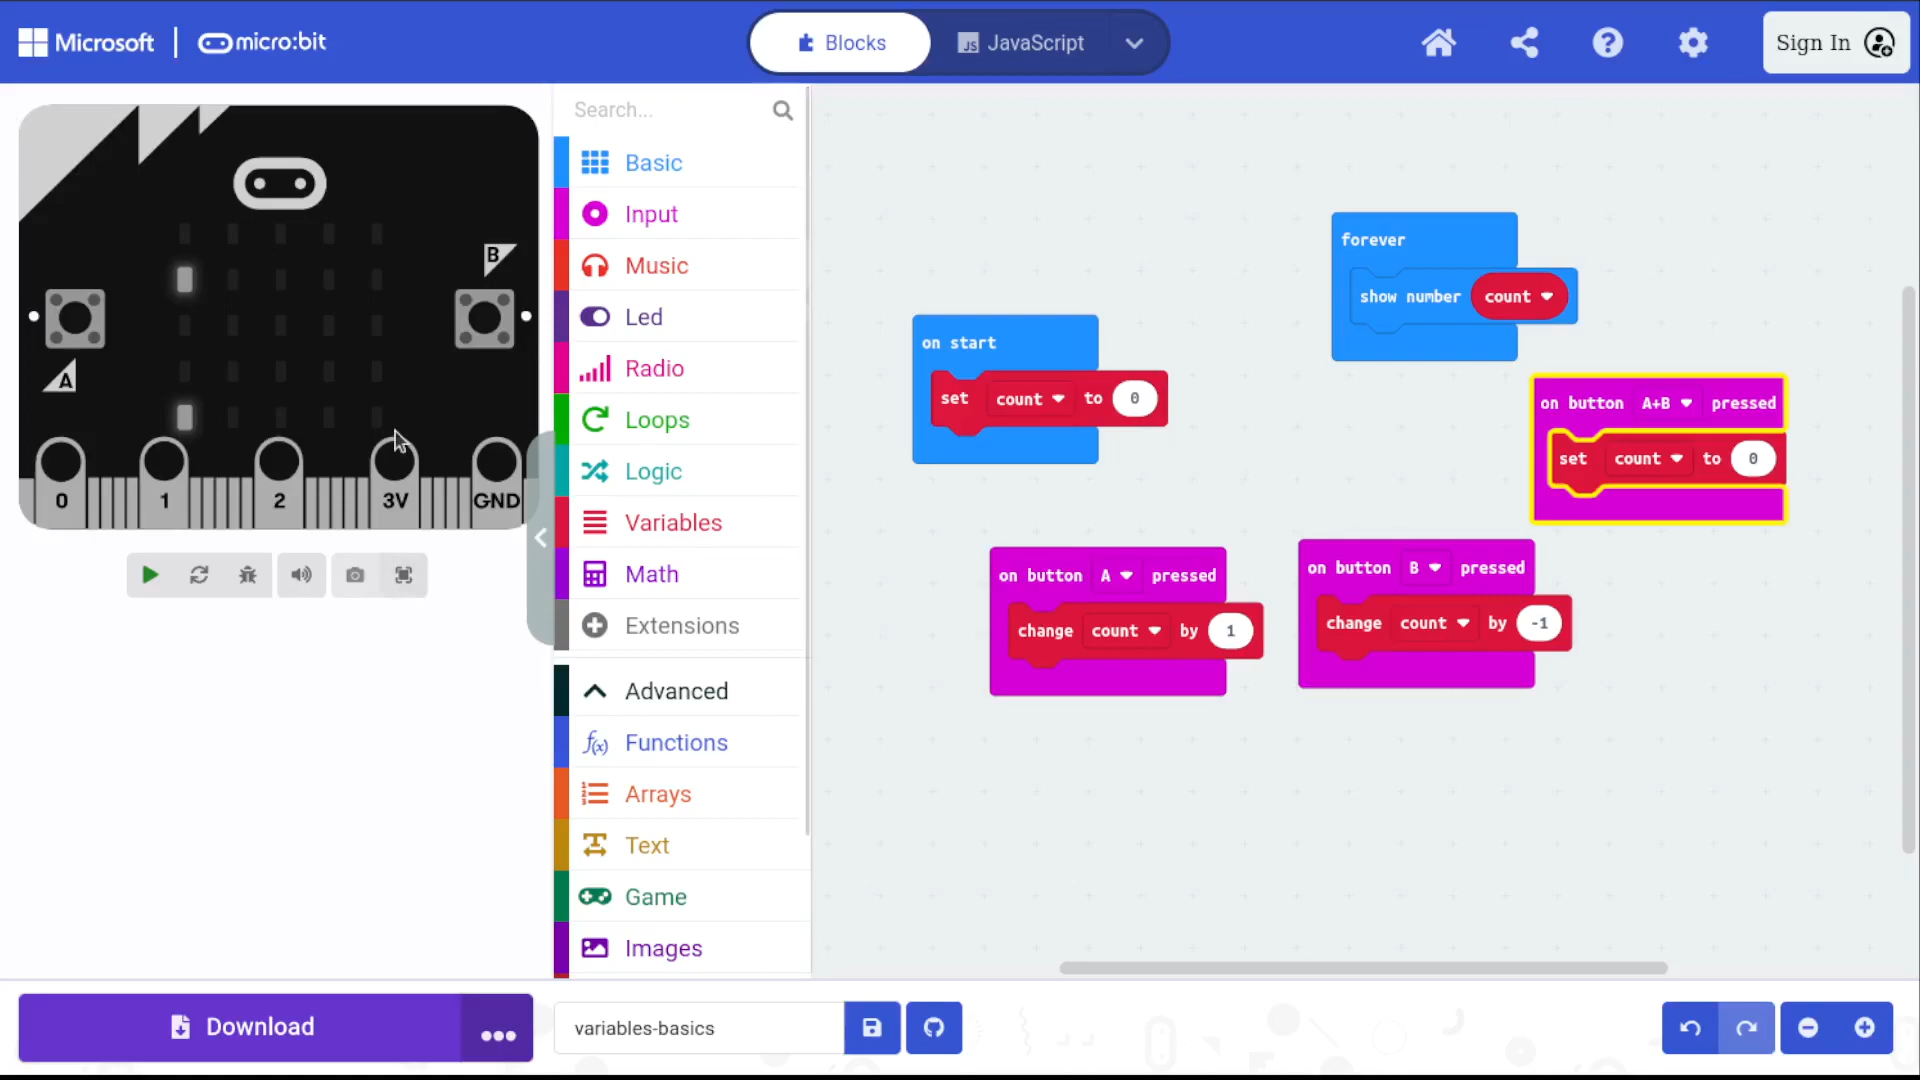 Microsoft | micro:bit
Blocks
JS JavaScript
Sign In
A
B
0 1 2 3V GND
Search...
Basic
Input
Music
Led
Radio
Loops
Logic
Variables
Math
Extensions
Advanced
f(x) Functions
Arrays
Text
Game
Images
on start
set count to 0
forever
show number count
on button A+B pressed
set count to 0
on button A pressed
change count by 1
on button B pressed
change count by -1
Download
variables-basics